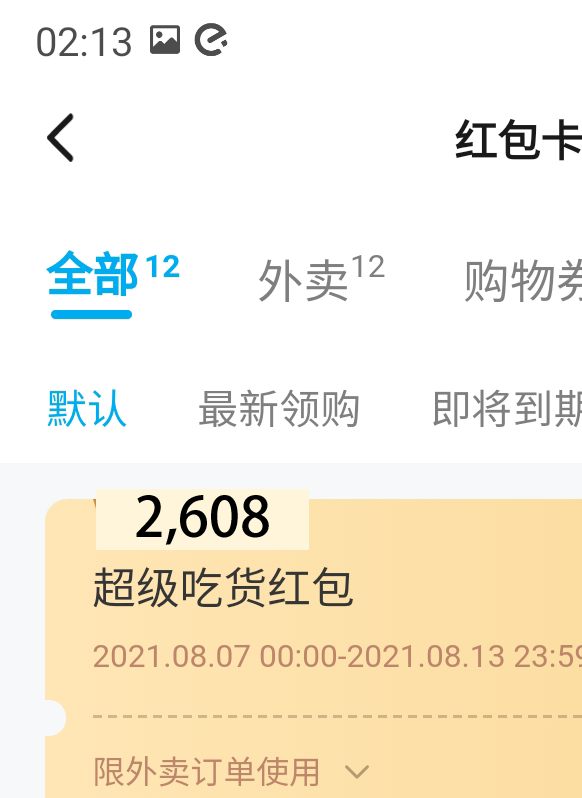 02:13
红包卡
全部 12 外卖 12 购物券
默认 最新领购 即将到期
2,608
超级吃货红包
2021.08.07 00:00-2021.08.13 23:59
限外卖订单使用